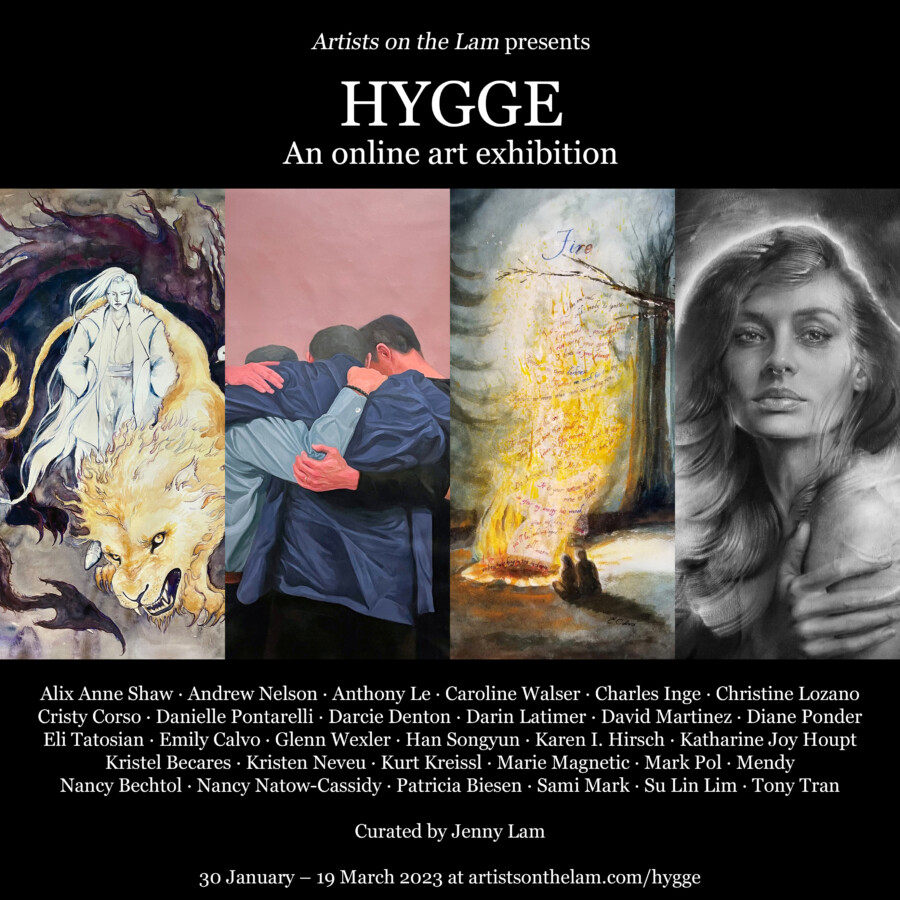 Artists on the Lam presents
HYGGE
An online art exhibition
Fire
Alix Anne Shaw · Andrew Nelson · Anthony Le · Caroline Walser · Charles Inge · Christine Lozano
Cristy Corso · Danielle Pontarelli · Darcie Denton · Darin Latimer · David Martinez · Diane Ponder
Eli Tatosian · Emily Calvo · Glenn Wexler · Han Songyun · Karen I. Hirsch · Katharine Joy Houpt
Kristel Becares · Kristen Neveu · Kurt Kreissl · Marie Magnetic · Mark Pol · Mendy
Nancy Bechtol · Nancy Natow-Cassidy · Patricia Biesen · Sami Mark · Su Lin Lim · Tony Tran
Curated by Jenny Lam
30 January – 19 March 2023 at artistsonthelam.com/hygge